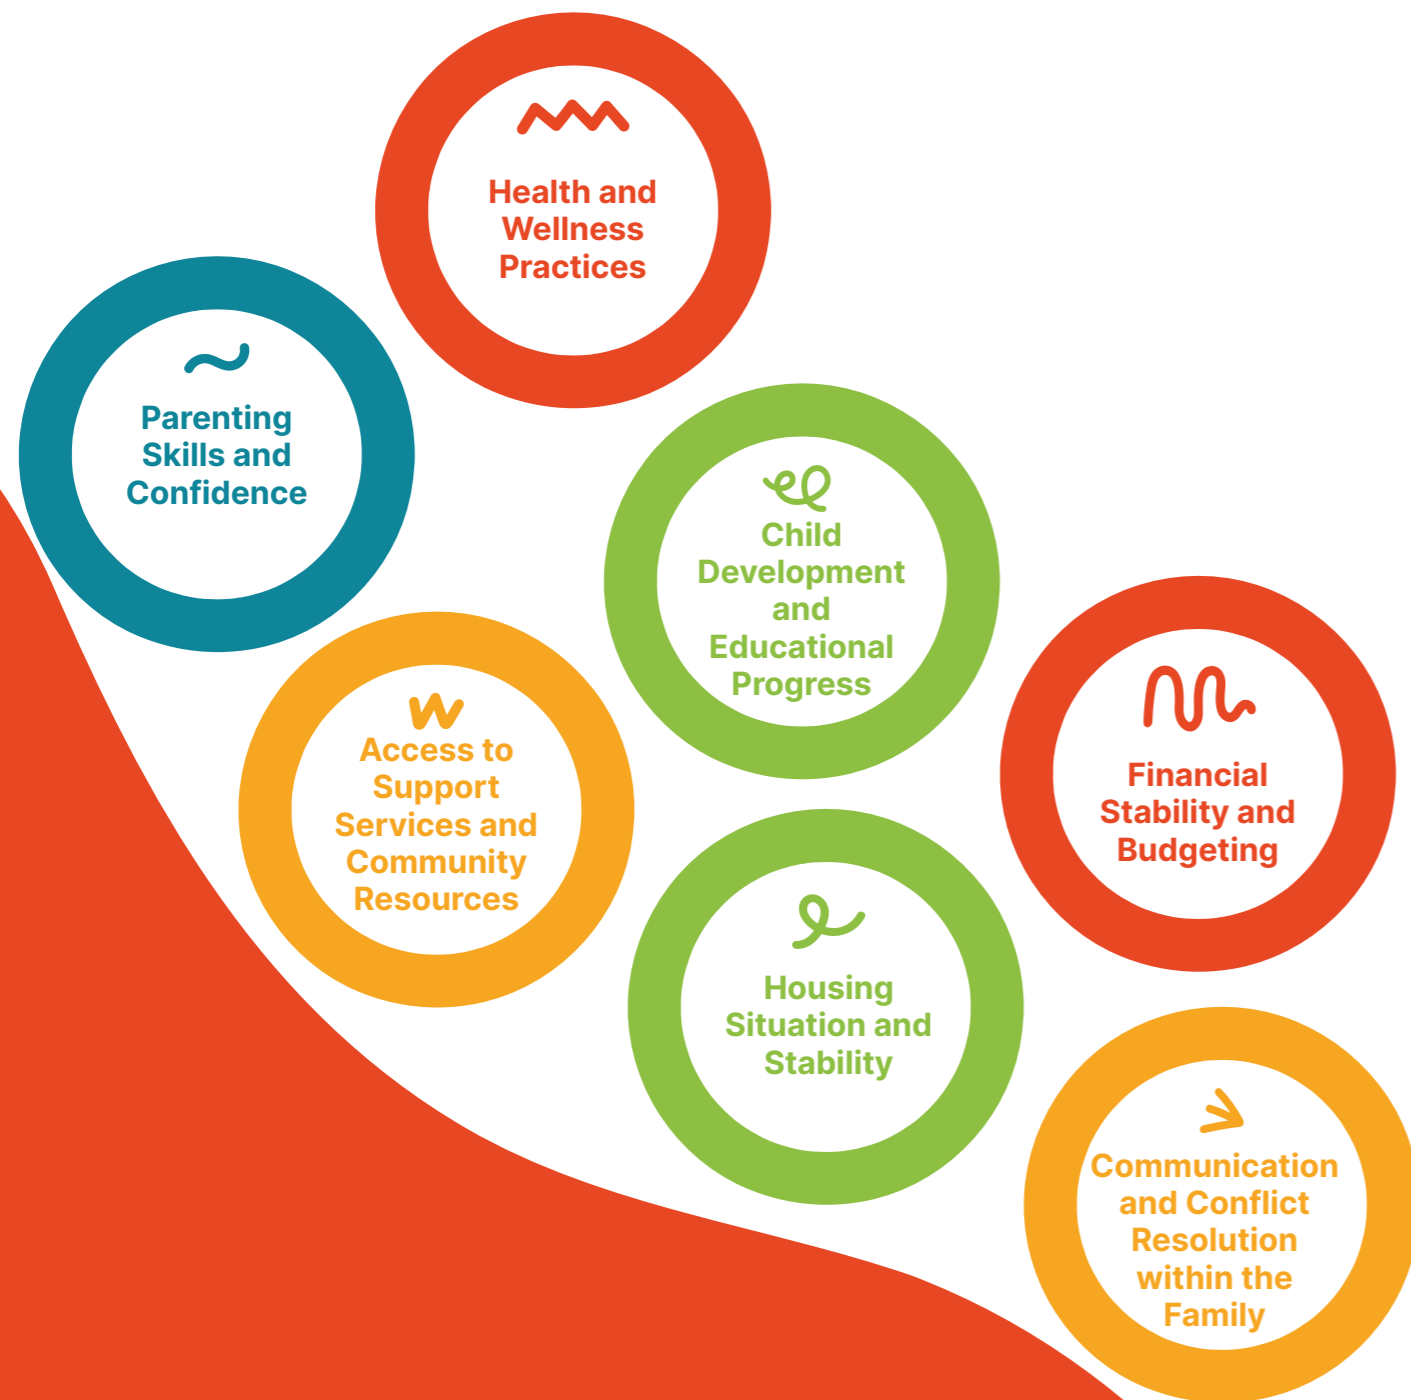 Health and
Wellness
Practices
Parenting
Skills and
Confidence
Child
Development
and
Educational
Progress
Access to
Support
Services and
Community
Resources
Financial
Stability and
Budgeting
Housing
Situation and
Stability
Communication
and Conflict
Resolution
within the
Family